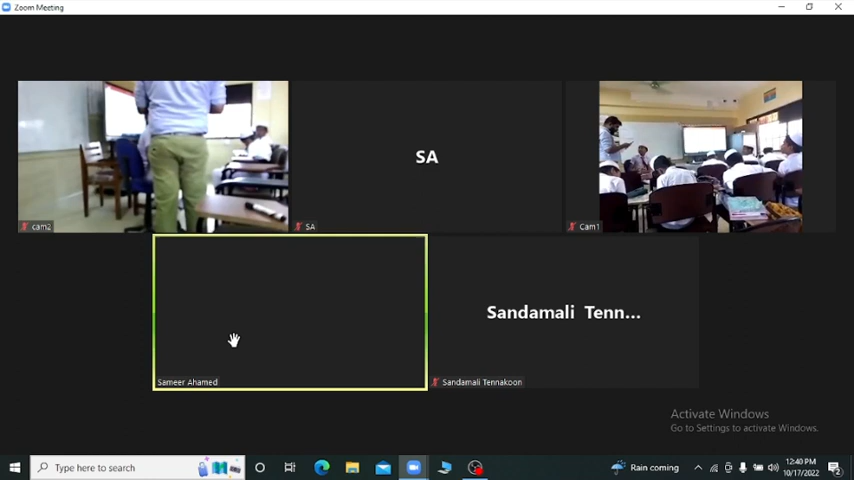 Zoom Meeting
cam2
SA
SA
Cam1
Sameer Ahamed
Sandamali Tenn...
Sandamali Tennakoon
Activate Windows
Go to Settings to activate Windows.
Type here to search
Rain coming
12:40 PM
10/17/2022
2